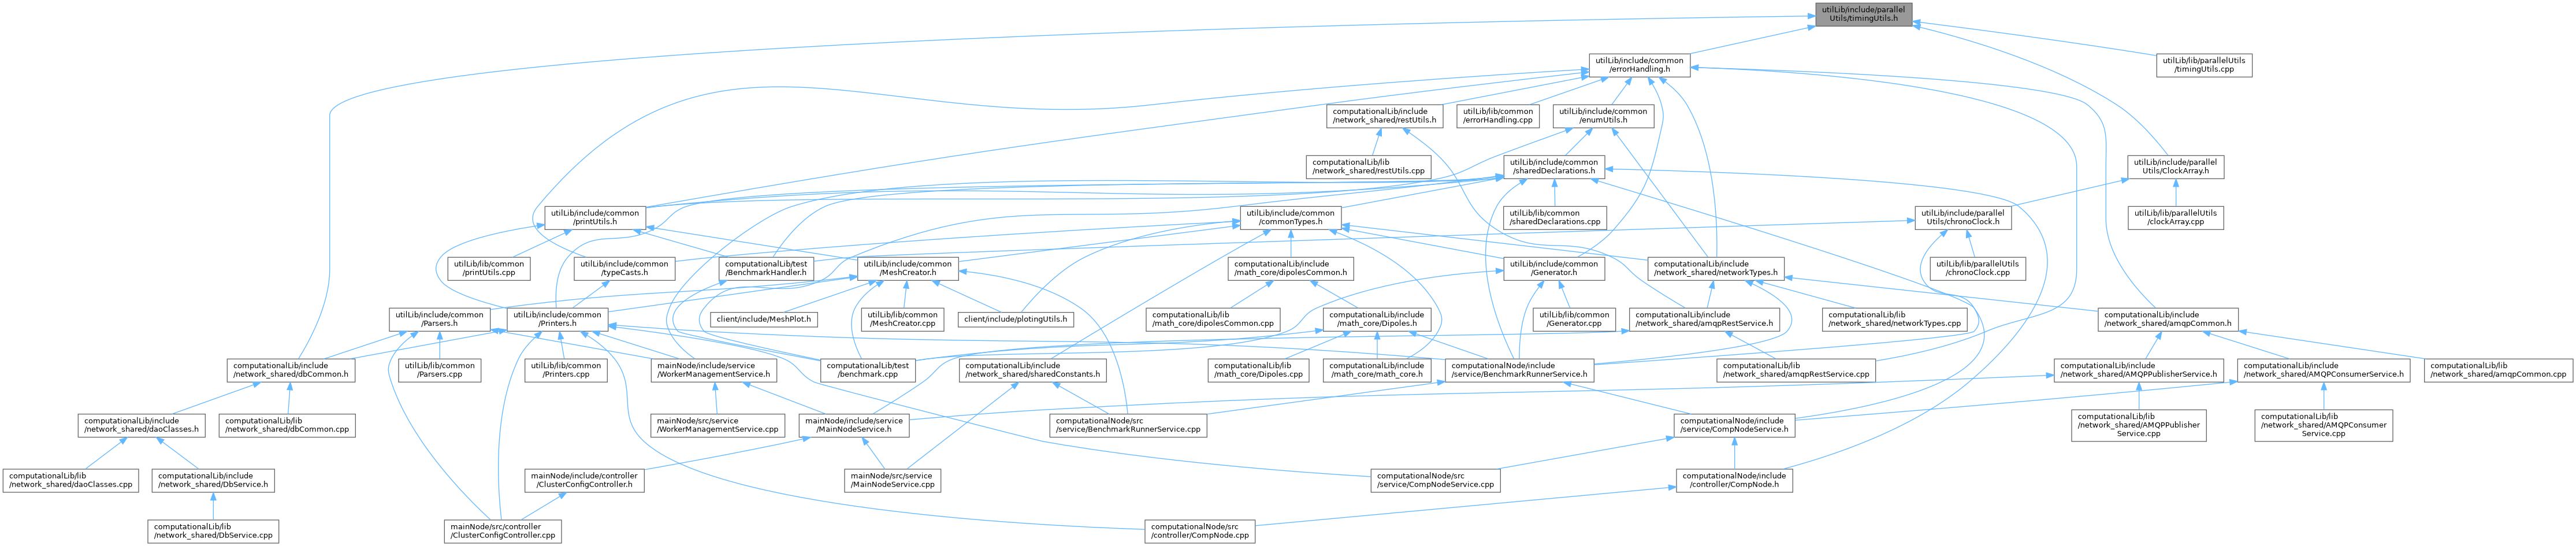 utilLib/include/parallel
Utils/timingUtils.h
utilLib/include/common
/errorHandling.h
utilLib/lib/parallelUtils
/timingUtils.cpp
computationalLib/include
/network_shared/restUtils.h
utilLib/lib/common
/errorHandling.cpp
utilLib/include/common
/enumUtils.h
computationalLib/lib
/network_shared/restUtils.cpp
utilLib/include/common
/sharedDeclarations.h
utilLib/include/parallel
Utils/ClockArray.h
utilLib/include/common
/printUtils.h
utilLib/include/common
/commonTypes.h
utilLib/lib/common
/sharedDeclarations.cpp
utilLib/include/parallel
Utils/chronoClock.h
utilLib/lib/parallelUtils
/clockArray.cpp
utilLib/lib/common
/printUtils.cpp
utilLib/include/common
/typeCasts.h
computationalLib/test
/BenchmarkHandler.h
utilLib/include/common
/MeshCreator.h
computationalLib/include
/math_core/dipolesCommon.h
utilLib/include/common
/Generator.h
computationalLib/include
/network_shared/networkTypes.h
utilLib/lib/parallelUtils
/chronoClock.cpp
utilLib/include/common
/Parsers.h
utilLib/include/common
/Printers.h
client/include/MeshPlot.h
utilLib/lib/common
/MeshCreator.cpp
client/include/plotingUtils.h
computationalLib/lib
/math_core/dipolesCommon.cpp
computationalLib/include
/math_core/Dipoles.h
utilLib/lib/common
/Generator.cpp
computationalLib/include
/network_shared/amqpRestService.h
computationalLib/lib
/network_shared/networkTypes.cpp
computationalLib/include
/network_shared/amqpCommon.h
computationalLib/include
/network_shared/dbCommon.h
utilLib/lib/common
/Parsers.cpp
utilLib/lib/common
/Printers.cpp
mainNode/include/service
/WorkerManagementService.h
computationalLib/test
/benchmark.cpp
computationalLib/include
/network_shared/sharedConstants.h
computationalLib/lib
/math_core/Dipoles.cpp
computationalLib/include
/math_core/math_core.h
computationalNode/include
/service/BenchmarkRunnerService.h
computationalLib/lib
/network_shared/amqpRestService.cpp
computationalLib/include
/network_shared/AMQPPublisherService.h
computationalLib/include
/network_shared/AMQPConsumerService.h
computationalLib/lib
/network_shared/amqpCommon.cpp
computationalLib/include
/network_shared/daoClasses.h
computationalLib/lib
/network_shared/dbCommon.cpp
mainNode/src/service
/WorkerManagementService.cpp
mainNode/include/service
/MainNodeService.h
computationalNode/src
/service/BenchmarkRunnerService.cpp
computationalNode/include
/service/CompNodeService.h
computationalLib/lib
/network_shared/AMQPPublisher
Service.cpp
computationalLib/lib
/network_shared/AMQPConsumer
Service.cpp
computationalLib/lib
/network_shared/daoClasses.cpp
computationalLib/include
/network_shared/DbService.h
mainNode/include/controller
/ClusterConfigController.h
mainNode/src/service
/MainNodeService.cpp
computationalNode/src
/service/CompNodeService.cpp
computationalNode/include
/controller/CompNode.h
computationalLib/lib
/network_shared/DbService.cpp
mainNode/src/controller
/ClusterConfigController.cpp
computationalNode/src
/controller/CompNode.cpp